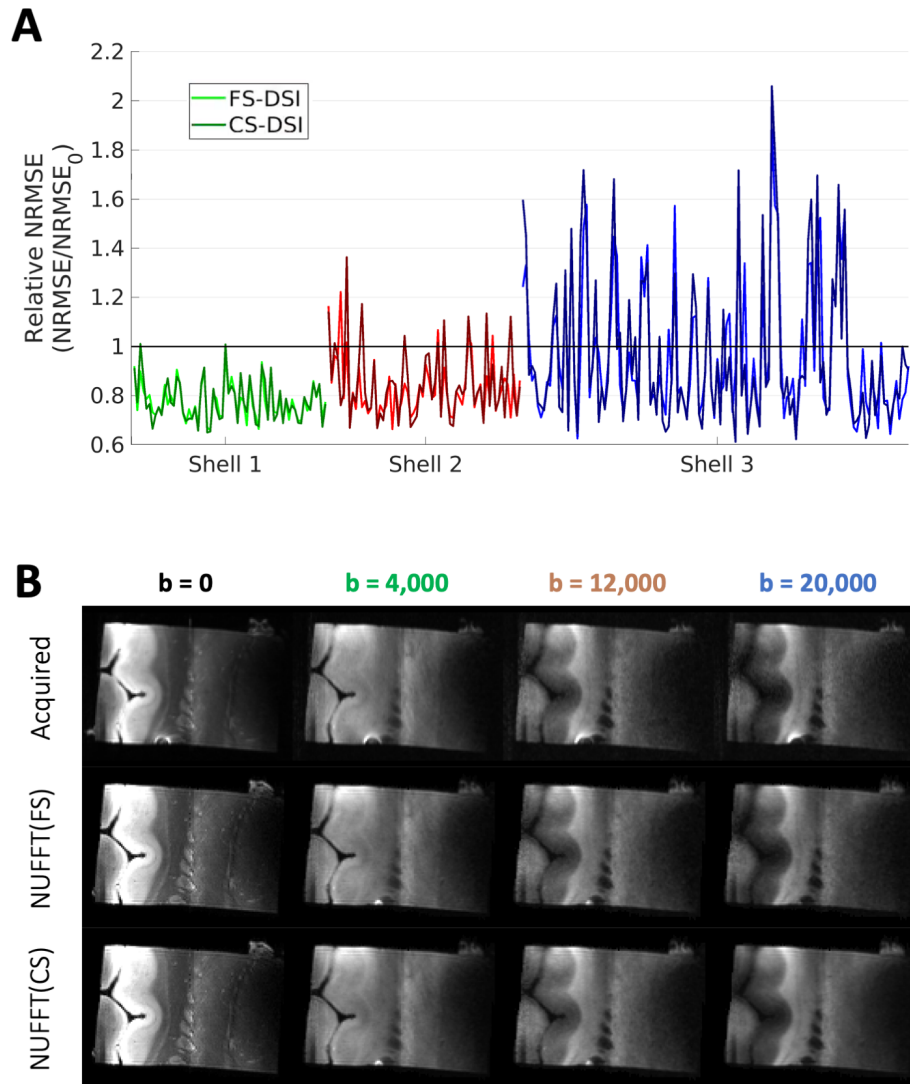 A
Relative NRMSE
(NRMSE/NRMSE0)
2.2
2
1.8
1.6
1.4
1.2
1
0.8
0.6
FS-DSI
CS-DSI
Shell 1 Shell 2 Shell 3
B
b = 0 b = 4,000 b = 12,000 b = 20,000
Acquired
NUFFT(FS)
NUFFT(CS)